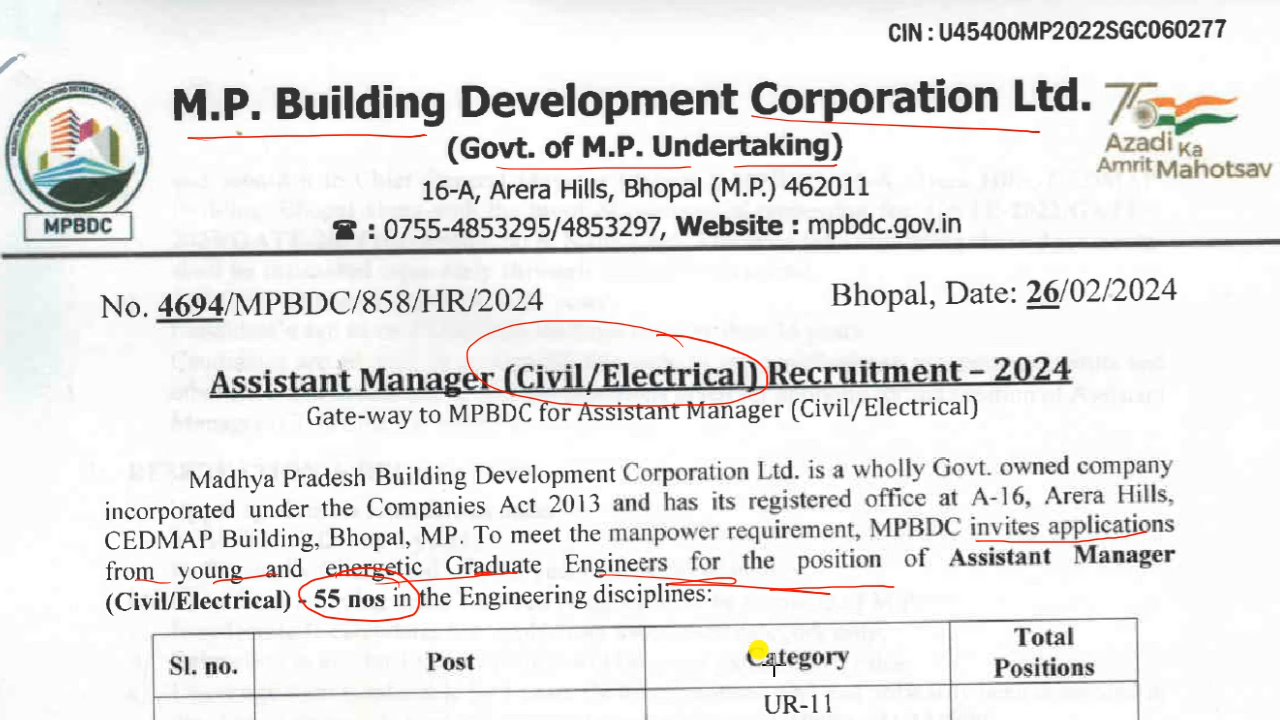 CIN : U45400MP2022SGC060277
M.P. Building Development Corporation Ltd.
(Govt. of M.P. Undertaking)
16-A, Arera Hills, Bhopal (M.P.) 462011
☎ : 0755-4853295/4853297, Website : mpbdc.gov.in
MPBDC
75
Azadi Ka
Amrit Mahotsav
No. 4694/MPBDC/858/HR/2024
Bhopal, Date: 26/02/2024
Assistant Manager (Civil/Electrical) Recruitment – 2024
Gate-way to MPBDC for Assistant Manager (Civil/Electrical)
Madhya Pradesh Building Development Corporation Ltd. is a wholly Govt. owned company
incorporated under the Companies Act 2013 and has its registered office at A-16, Arera Hills,
CEDMAP Building, Bhopal, MP. To meet the manpower requirement, MPBDC invites applications
from young and energetic Graduate Engineers for the position of Assistant Manager
(Civil/Electrical) - 55 nos in the Engineering disciplines:
Sl. no.
Post
Category
Total
Positions
UR-11